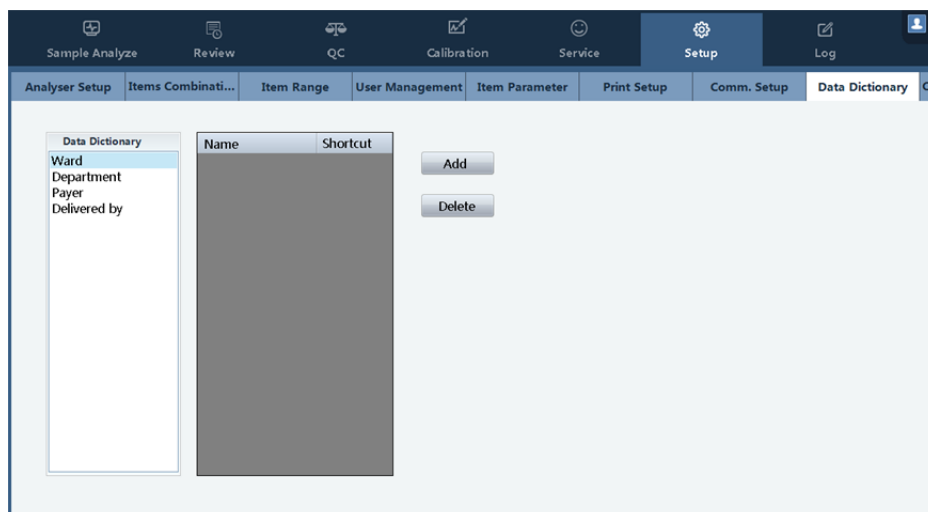 Sample Analyze Review QC Calibration Service Setup Log
Analyser Setup Items Combinati... Item Range User Management Item Parameter Print Setup Comm. Setup Data Dictionary
Data Dictionary
Ward
Department
Payer
Delivered by
Name Shortcut
Add
Delete